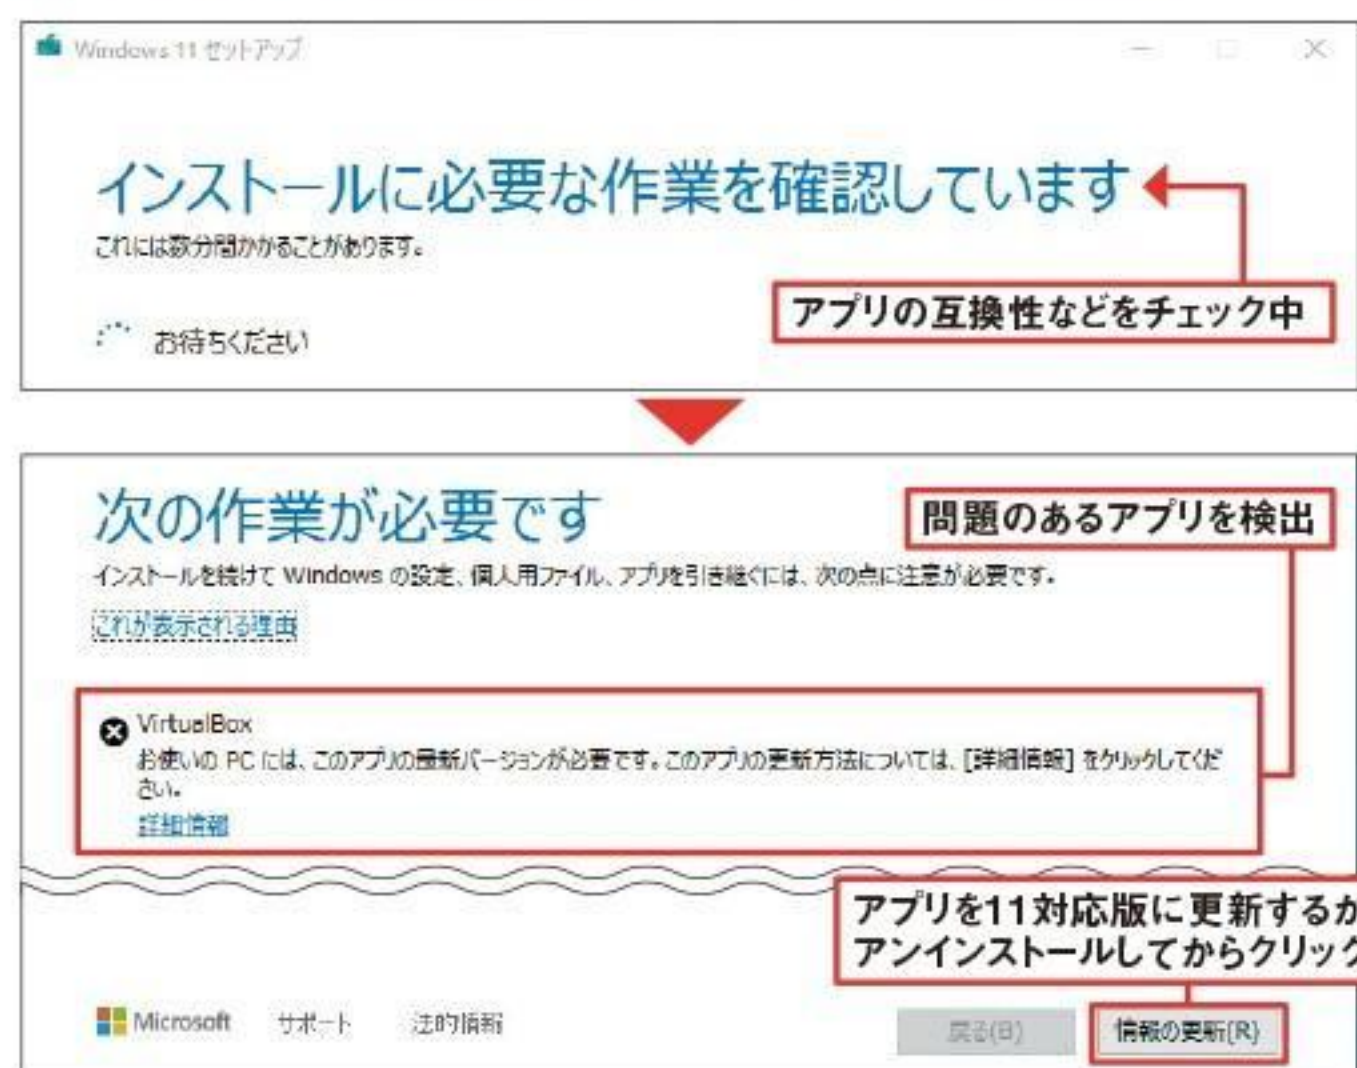 Windows 11 セットアップ
インストールに必要な作業を確認しています
これには数分間かかることがあります。
アプリの互換性などをチェック中
お待ちください
次の作業が必要です
問題のあるアプリを検出
インストールを続けて Windows の設定、個人用ファイル、アプリを引き継ぐには、次の点に注意が必要です。
これが表示される理由
VirtualBox
お使いの PC には、このアプリの最新バージョンが必要です。このアプリの更新方法については、[詳細情報] をクリックしてくだ
さい。
詳細情報
アプリを11対応版に更新するか
アンインストールしてからクリック
Microsoft サポート 法的情報
戻る(B) 情報の更新(R)